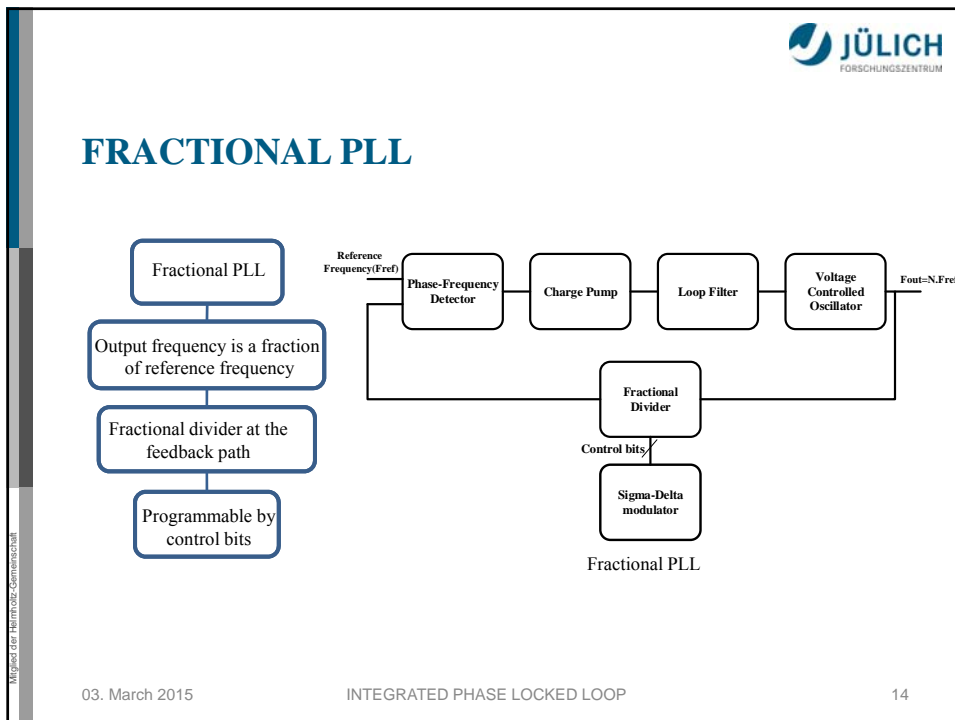 JÜLICH
FORSCHUNGSZENTRUM
FRACTIONAL PLL
Fractional PLL
Output frequency is a fraction
of reference frequency
Fractional divider at the
feedback path
Programmable by
control bits
Reference
Frequency(Fref)
Phase-Frequency
Detector
Charge Pump
Loop Filter
Voltage
Controlled
Oscillator
Fout=N.Fref
Fractional
Divider
Control bits
Sigma-Delta
modulator
Fractional PLL
Mitglied der Helmholtz-Gemeinschaft
03. March 2015
INTEGRATED PHASE LOCKED LOOP
14